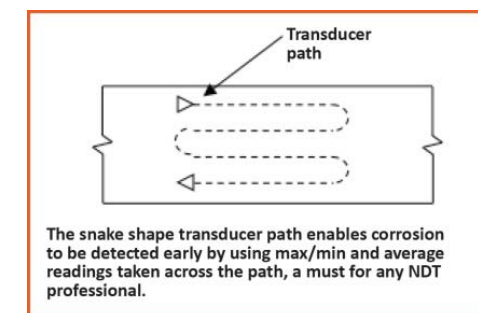 Transducer
path
The snake shape transducer path enables corrosion
to be detected early by using max/min and average
readings taken across the path, a must for any NDT
professional.